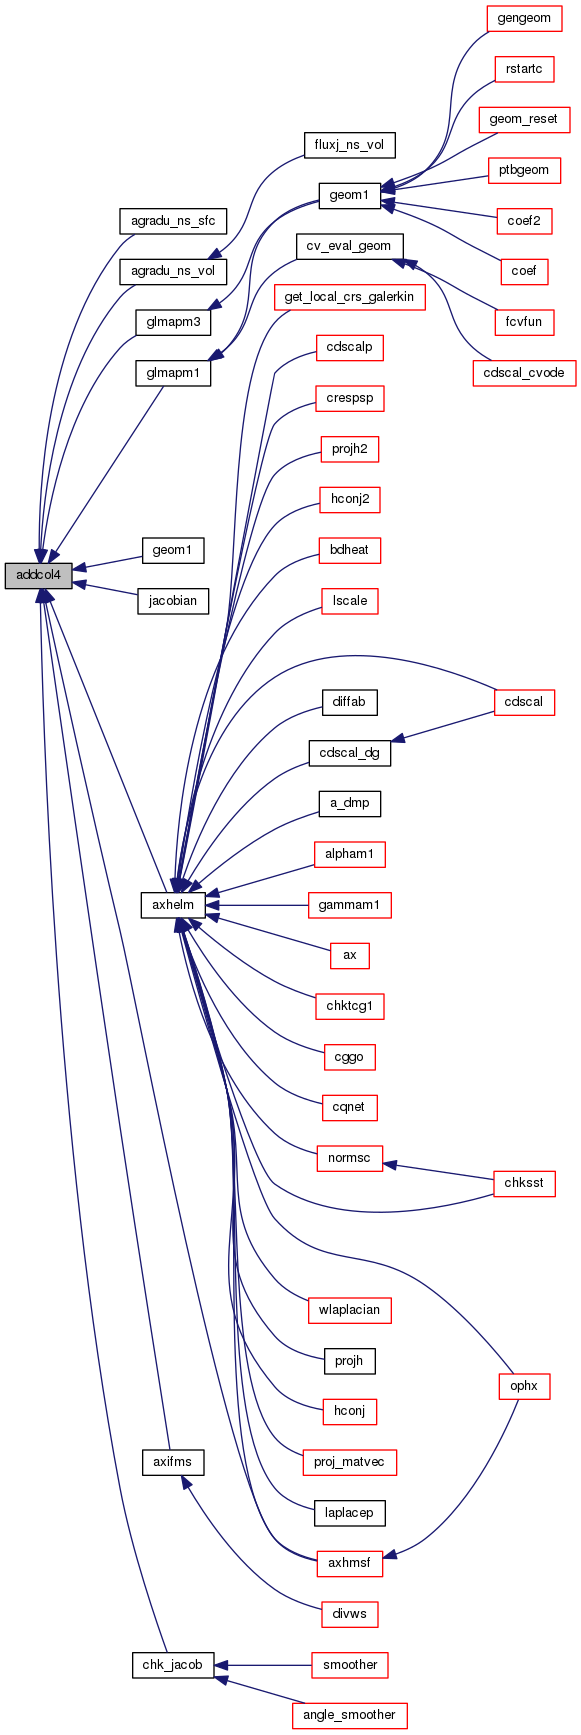 gengeom
rstartc
geom_reset
fluxj_ns_vol
ptbgeom
geom1
agradu_ns_sfc
coef2
cv_eval_geom
agradu_ns_vol
coef
get_local_crs_galerkin
glmapm3
fcvfun
cdscalp
glmapm1
cdscal_cvode
crespsp
projh2
hconj2
geom1
bdheat
addcol4
jacobian
lscale
diffab
cdscal
cdscal_dg
a_dmp
alpham1
axhelm
gammam1
ax
chktcg1
cggo
cqnet
normsc
chksst
wlaplacian
projh
ophx
hconj
axifms
proj_matvec
laplacep
axhmsf
divws
chk_jacob
smoother
angle_smoother